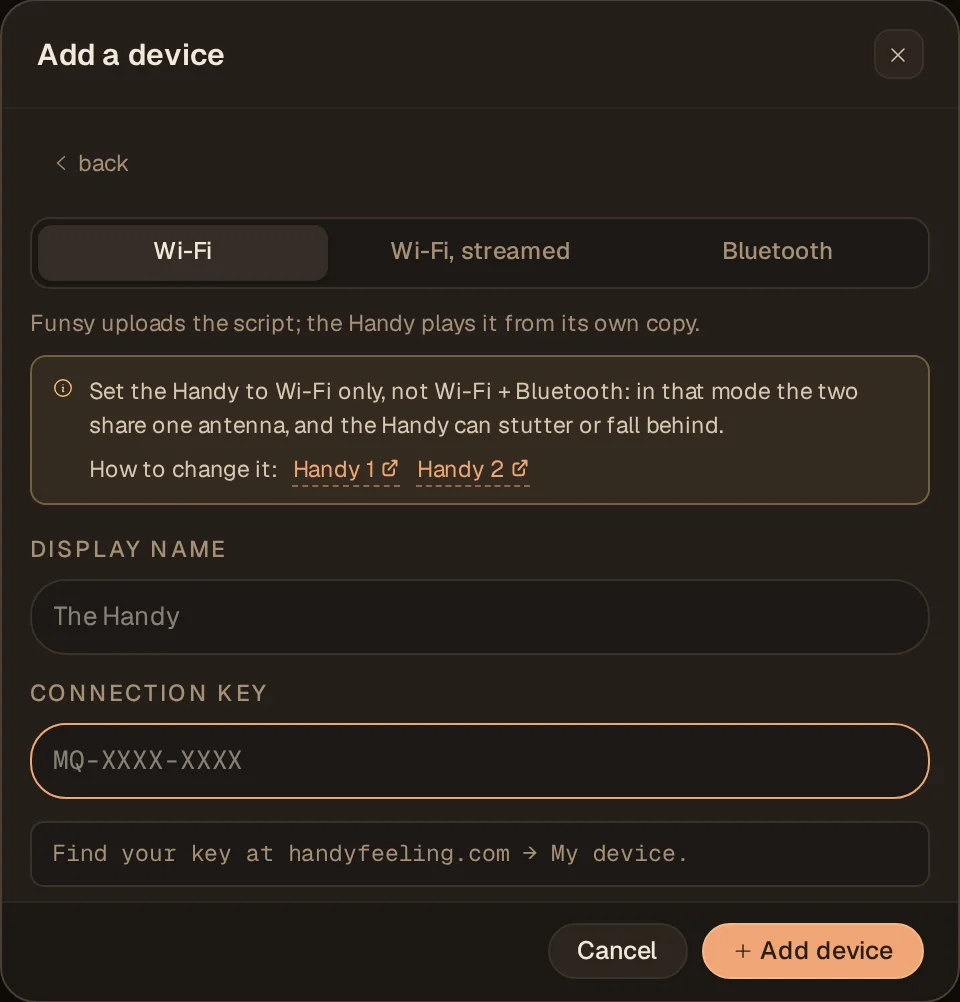 Add a device
back
Wi-Fi
Wi-Fi, streamed
Bluetooth
Funsy uploads the script; the Handy plays it from its own copy.
Set the Handy to Wi-Fi only, not Wi-Fi + Bluetooth: in that mode the two
share one antenna, and the Handy can stutter or fall behind.
How to change it: Handy 1 Handy 2
DISPLAY NAME
The Handy
CONNECTION KEY
MQ-XXXX-XXXX
Find your key at handyfeeling.com → My device.
Cancel
+ Add device